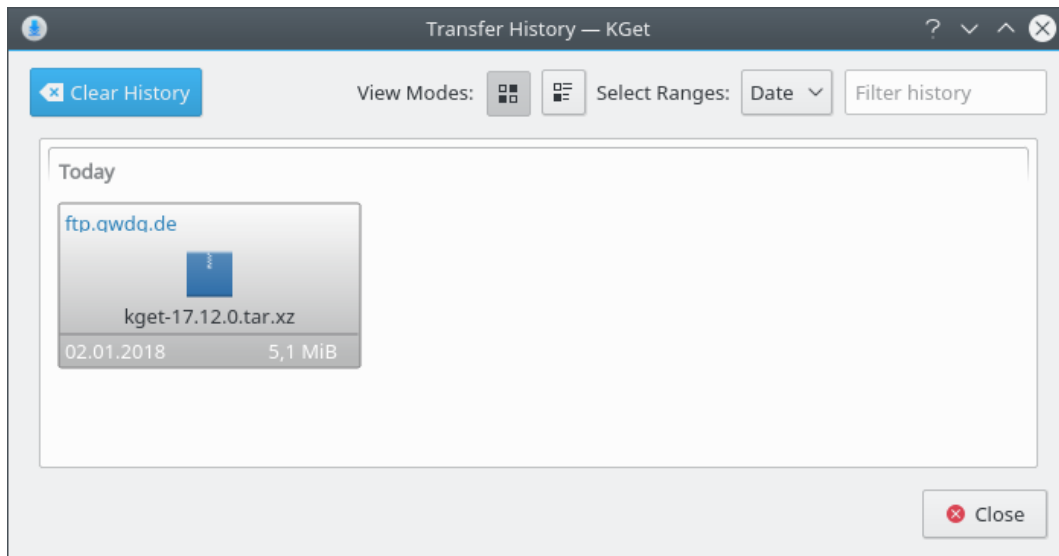 Transfer History — KGet
Clear History
View Modes:
Select Ranges:
Date
Filter history
Today
ftp.gwdg.de
kget-17.12.0.tar.xz
02.01.2018
5,1 MiB
Close